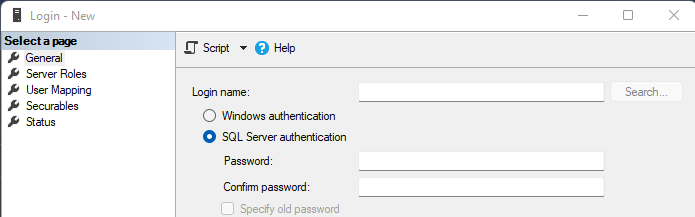 Login - New
Select a page
General
Server Roles
User Mapping
Securables
Status
Script
Help
Login name:
Search...
Windows authentication
SQL Server authentication
Password:
Confirm password:
Specify old password